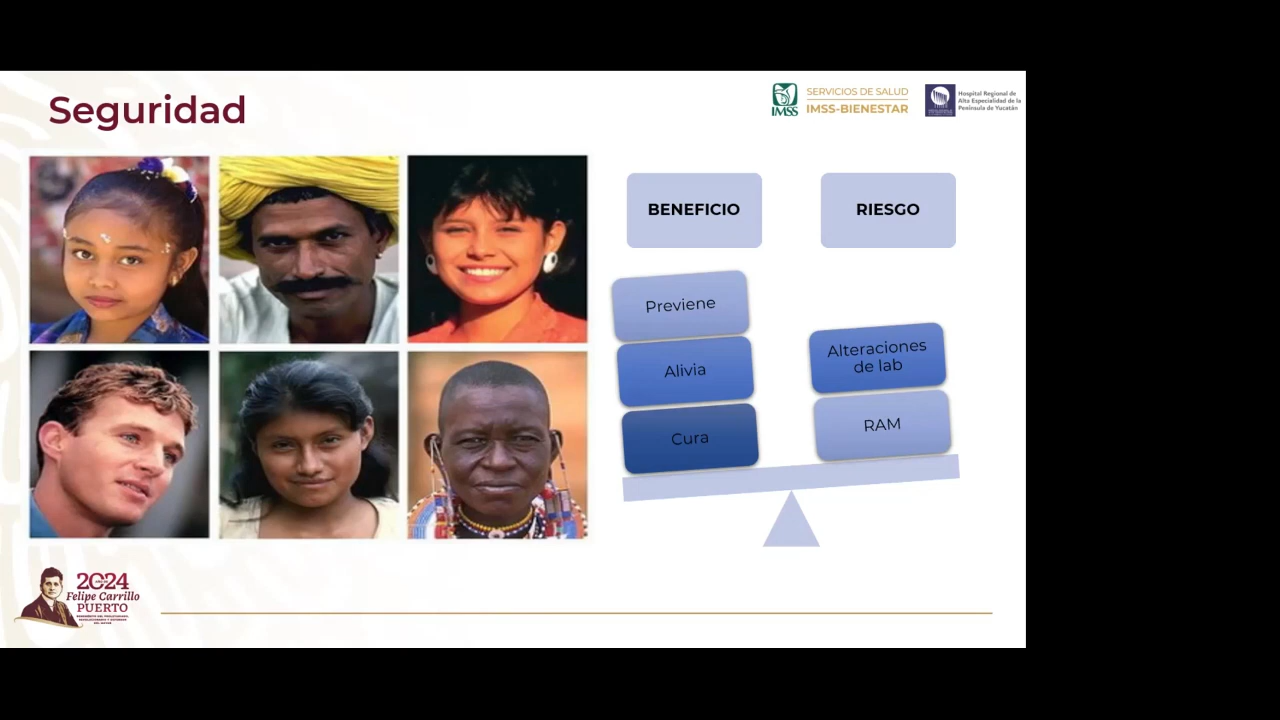 Seguridad
IMSS
SERVICIOS DE SALUD
IMSS-BIENESTAR
Hospital Regional de
Alta Especialidad de la
Península de Yucatán
BENEFICIO
RIESGO
Previene
Alivia
Cura
Alteraciones
de lab
RAM
2024
Felipe Carrillo
PUERTO